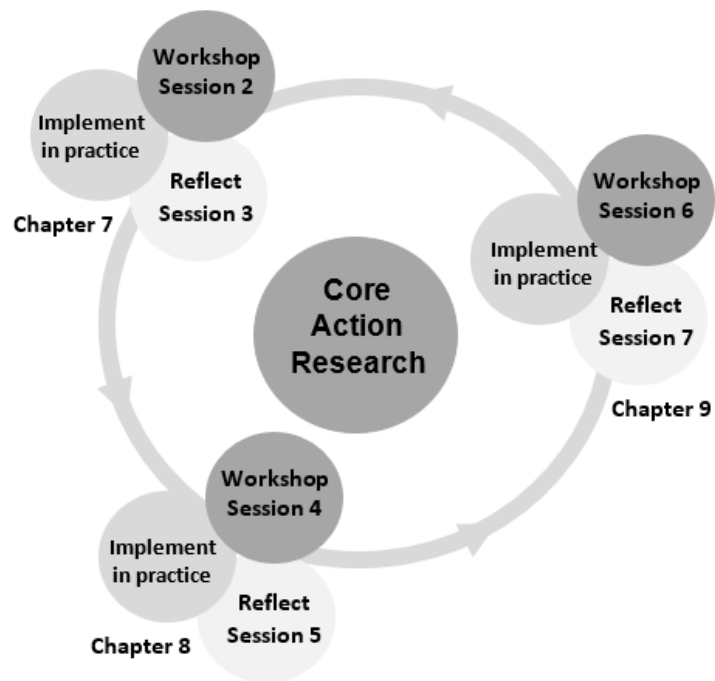 Workshop
Session 2
Implement
in practice
Reflect
Session 3
Chapter 7
Workshop
Session 6
Implement
in practice
Reflect
Session 7
Chapter 9
Core
Action
Research
Workshop
Session 4
Implement
in practice
Reflect
Session 5
Chapter 8